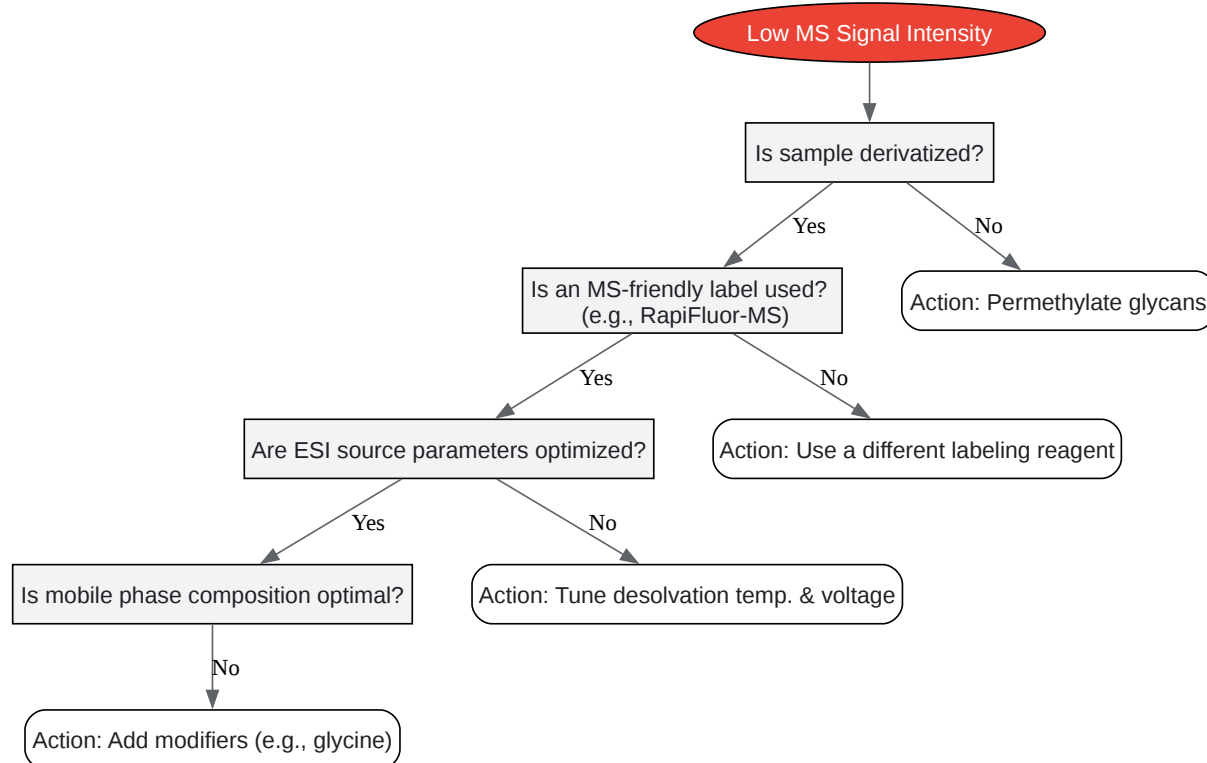 Low MS Signal Intensity
Is sample derivatized?
Yes
No
Is an MS-friendly label used?
(e.g., RapiFluor-MS)
Action: Permethylate glycans
Yes
No
Are ESI source parameters optimized?
Action: Use a different labeling reagent
Yes
No
Is mobile phase composition optimal?
Action: Tune desolvation temp. & voltage
No
Action: Add modifiers (e.g., glycine)